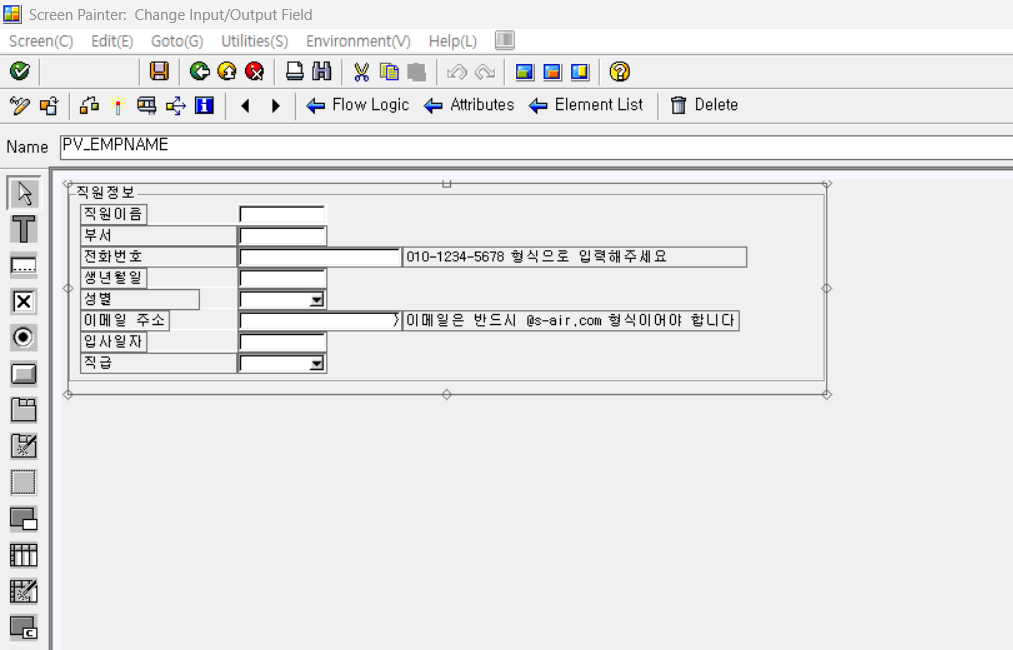 Screen Painter: Change Input/Output Field
Screen(C) Edit(E) Goto(G) Utilities(S) Environment(V) Help(L)
Flow Logic Attributes Element List Delete
Name PV_EMPNAME
직원정보
직원이름
부서
전화번호 010-1234-5678 형식으로 입력해주세요
생년월일
성별
이메일 주소 이메일은 반드시 @s-air.com 형식이어야 합니다
입사일자
직급